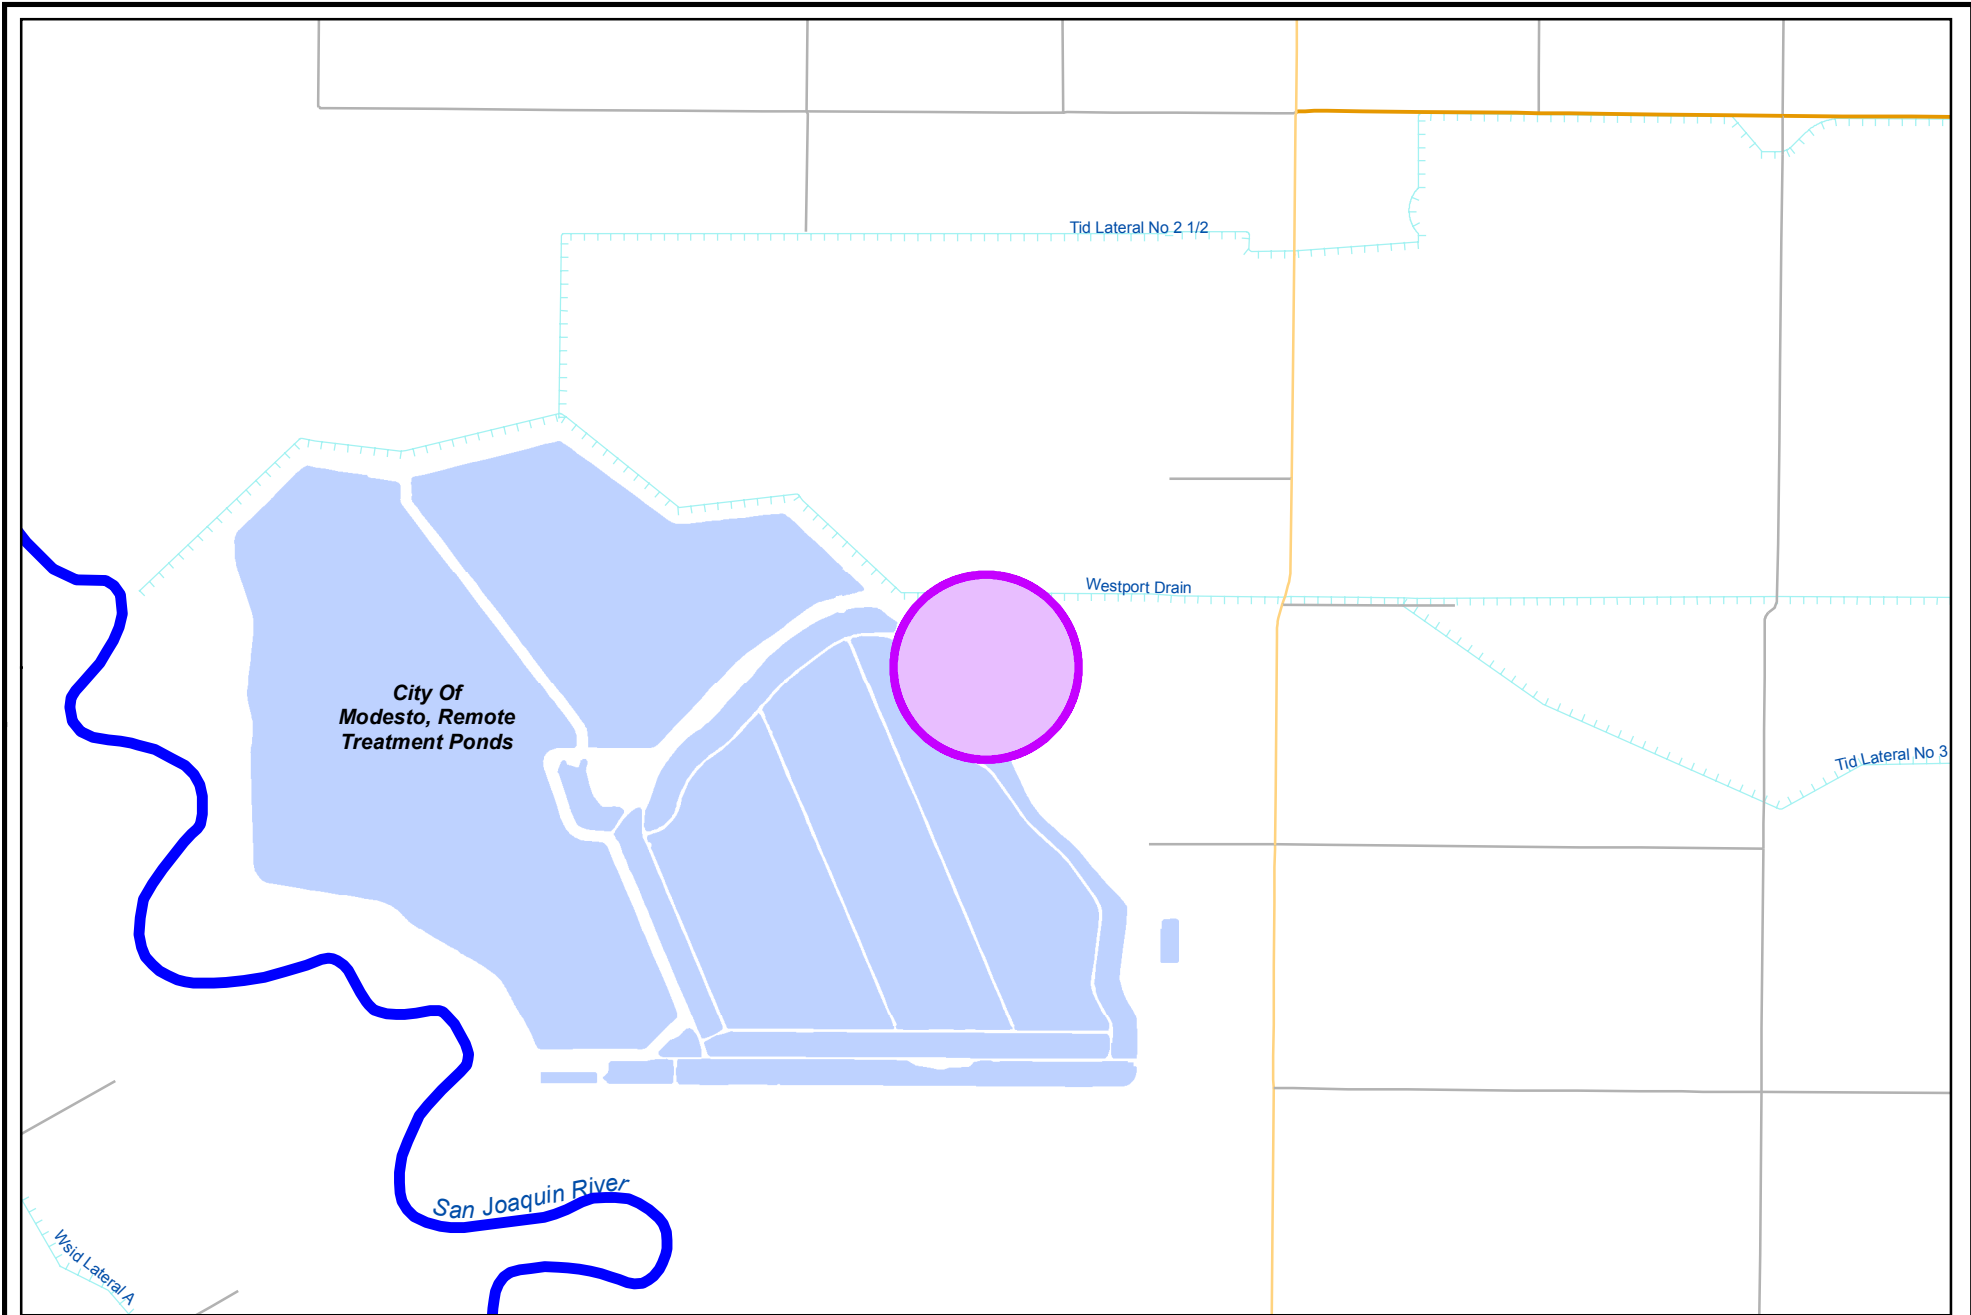 Tid Lateral No 2 1/2
Westport Drain
City Of
Modesto, Remote
Treatment Ponds
Tid Lateral No 3
San Joaquin River
Wsid Lateral A